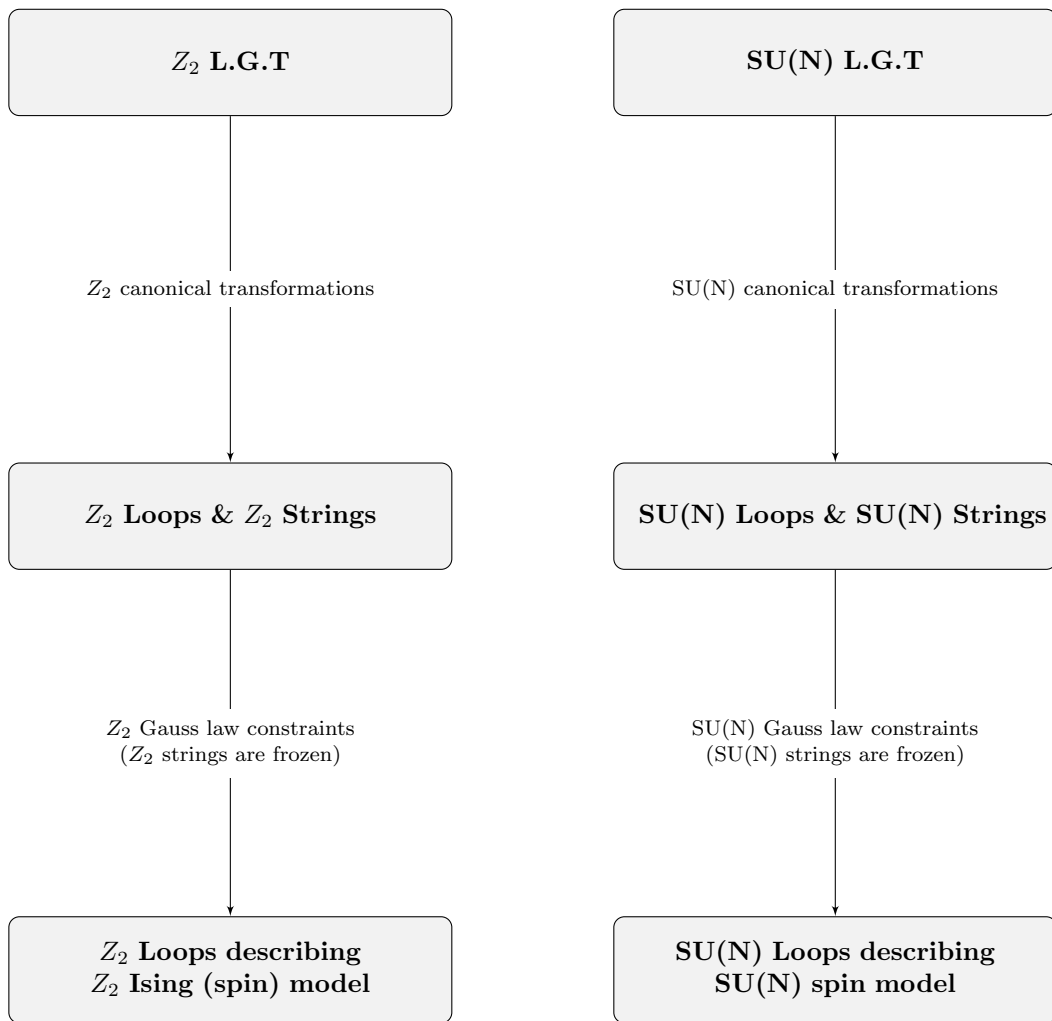 Z₂ L.G.T
SU(N) L.G.T
Z₂ canonical transformations
SU(N) canonical transformations
Z₂ Loops & Z₂ Strings
SU(N) Loops & SU(N) Strings
Z₂ Gauss law constraints
(Z₂ strings are frozen)
SU(N) Gauss law constraints
(SU(N) strings are frozen)
Z₂ Loops describing
Z₂ Ising (spin) model
SU(N) Loops describing
SU(N) spin model